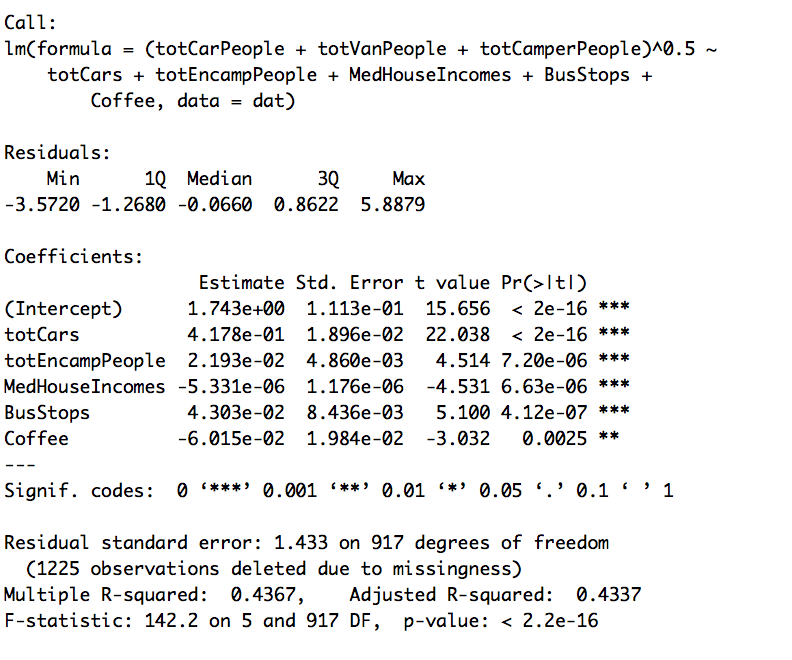 Call:
lm(formula = (totCarPeople + totVanPeople + totCamperPeople)^0.5 ~
    totCars + totEncampPeople + MedHouseIncomes + BusStops +
        Coffee, data = dat)

Residuals:
    Min      1Q  Median      3Q     Max
-3.5720 -1.2680 -0.0660  0.8622  5.8879

Coefficients:
                  Estimate Std. Error t value Pr(>|t|)
(Intercept)      1.743e+00  1.113e-01  15.656  < 2e-16 ***
totCars          4.178e-01  1.896e-02  22.038  < 2e-16 ***
totEncampPeople  2.193e-02  4.860e-03   4.514 7.20e-06 ***
MedHouseIncomes -5.331e-06  1.176e-06  -4.531 6.63e-06 ***
BusStops         4.303e-02  8.436e-03   5.100 4.12e-07 ***
Coffee          -6.015e-02  1.984e-02  -3.032   0.0025 **
---
Signif. codes:  0 ‘***’ 0.001 ‘**’ 0.01 ‘*’ 0.05 ‘.’ 0.1 ‘ ’ 1

Residual standard error: 1.433 on 917 degrees of freedom
  (1225 observations deleted due to missingness)
Multiple R-squared:  0.4367,    Adjusted R-squared:  0.4337
F-statistic: 142.2 on 5 and 917 DF,  p-value: < 2.2e-16